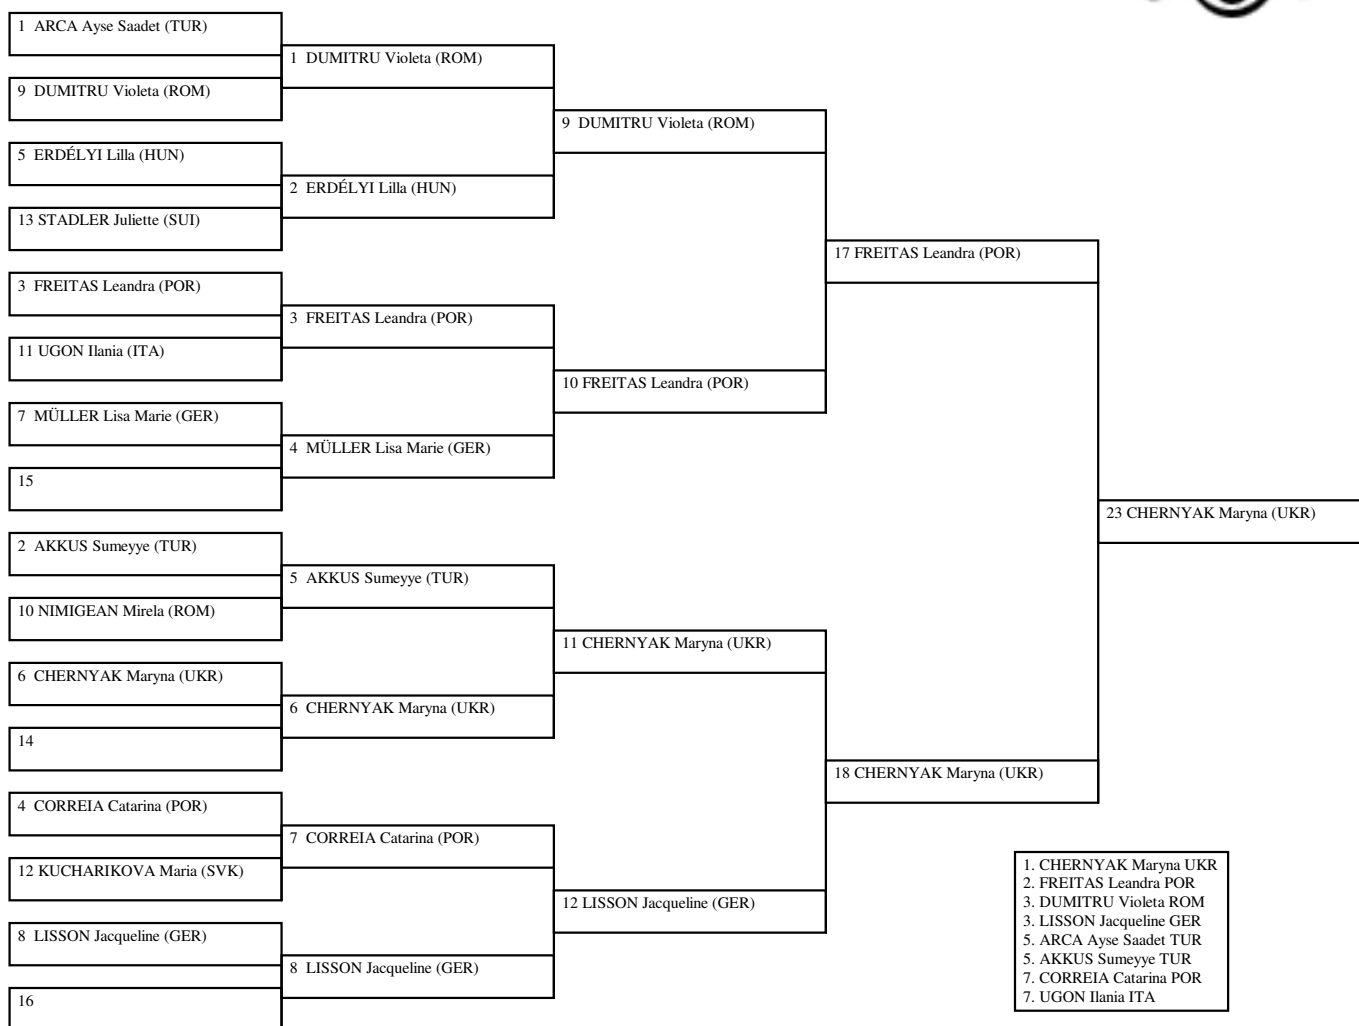 1 ARCA Ayse Saadet (TUR)
9 DUMITRU Violeta (ROM)
5 ERDÉLYI Lilla (HUN)
13 STADLER Juliette (SUI)
3 FREITAS Leandra (POR)
11 UGON Ilania (ITA)
7 MÜLLER Lisa Marie (GER)
15
2 AKKUS Sumeyye (TUR)
10 NIMIGEAN Mirela (ROM)
6 CHERNYAK Maryna (UKR)
14
4 CORREIA Catarina (POR)
12 KUCHARIKOVA Maria (SVK)
8 LISSON Jacqueline (GER)
16
1 DUMITRU Violeta (ROM)
2 ERDÉLYI Lilla (HUN)
3 FREITAS Leandra (POR)
4 MÜLLER Lisa Marie (GER)
5 AKKUS Sumeyye (TUR)
6 CHERNYAK Maryna (UKR)
7 CORREIA Catarina (POR)
8 LISSON Jacqueline (GER)
9 DUMITRU Violeta (ROM)
10 FREITAS Leandra (POR)
11 CHERNYAK Maryna (UKR)
12 LISSON Jacqueline (GER)
17 FREITAS Leandra (POR)
18 CHERNYAK Maryna (UKR)
23 CHERNYAK Maryna (UKR)
1. CHERNYAK Maryna UKR
2. FREITAS Leandra POR
3. DUMITRU Violeta ROM
3. LISSON Jacqueline GER
5. ARCA Ayse Saadet TUR
5. AKKUS Sumeyye TUR
7. CORREIA Catarina POR
7. UGON Ilania ITA